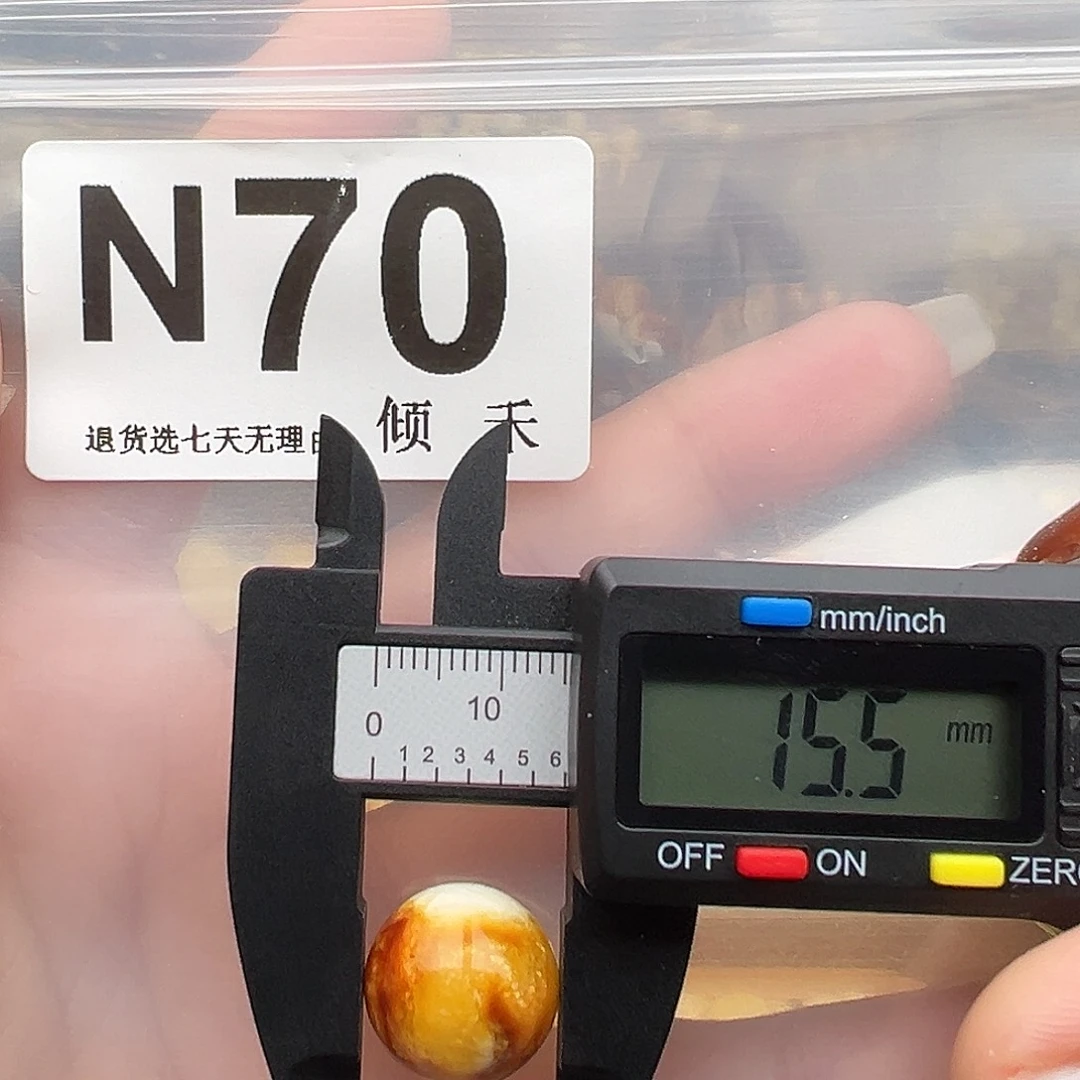 N70
退货选七天无理由 倾 禾
mm/inch
0 10
1 2 3 4 5 6
15.5 mm
OFF ON ZERO